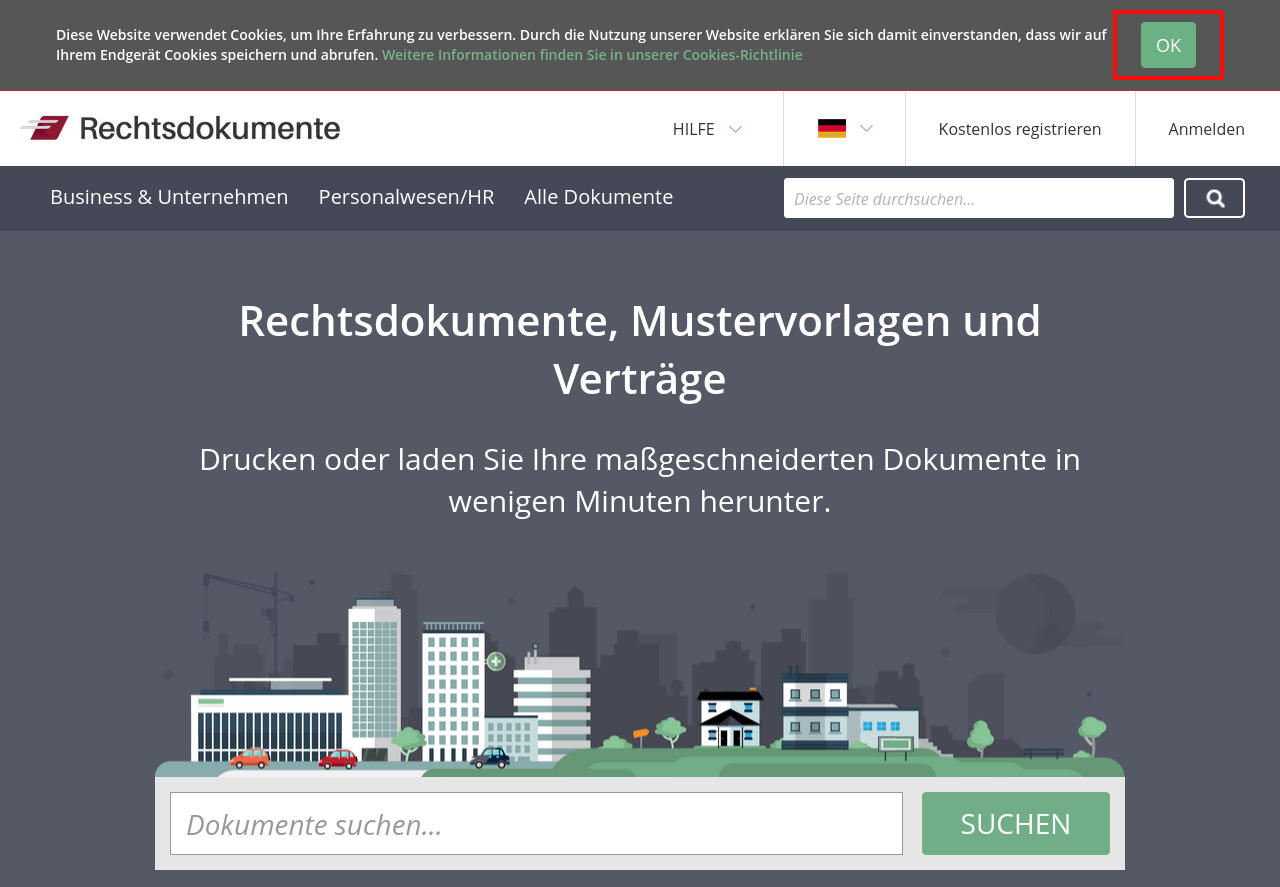 Diese Website verwendet Cookies, um Ihre Erfahrung zu verbessern. Durch die Nutzung unserer Website erklären Sie sich damit einverstanden, dass wir auf
Ihrem Endgerät Cookies speichern und abrufen. Weitere Informationen finden Sie in unserer Cookies-Richtlinie
OK
Rechtsdokumente
HILFE
Kostenlos registrieren
Anmelden
Business & Unternehmen
Personalwesen/HR
Alle Dokumente
Diese Seite durchsuchen...
Rechtsdokumente, Mustervorlagen und
Verträge
Drucken oder laden Sie Ihre maßgeschneiderten Dokumente in
wenigen Minuten herunter.
Dokumente suchen...
SUCHEN